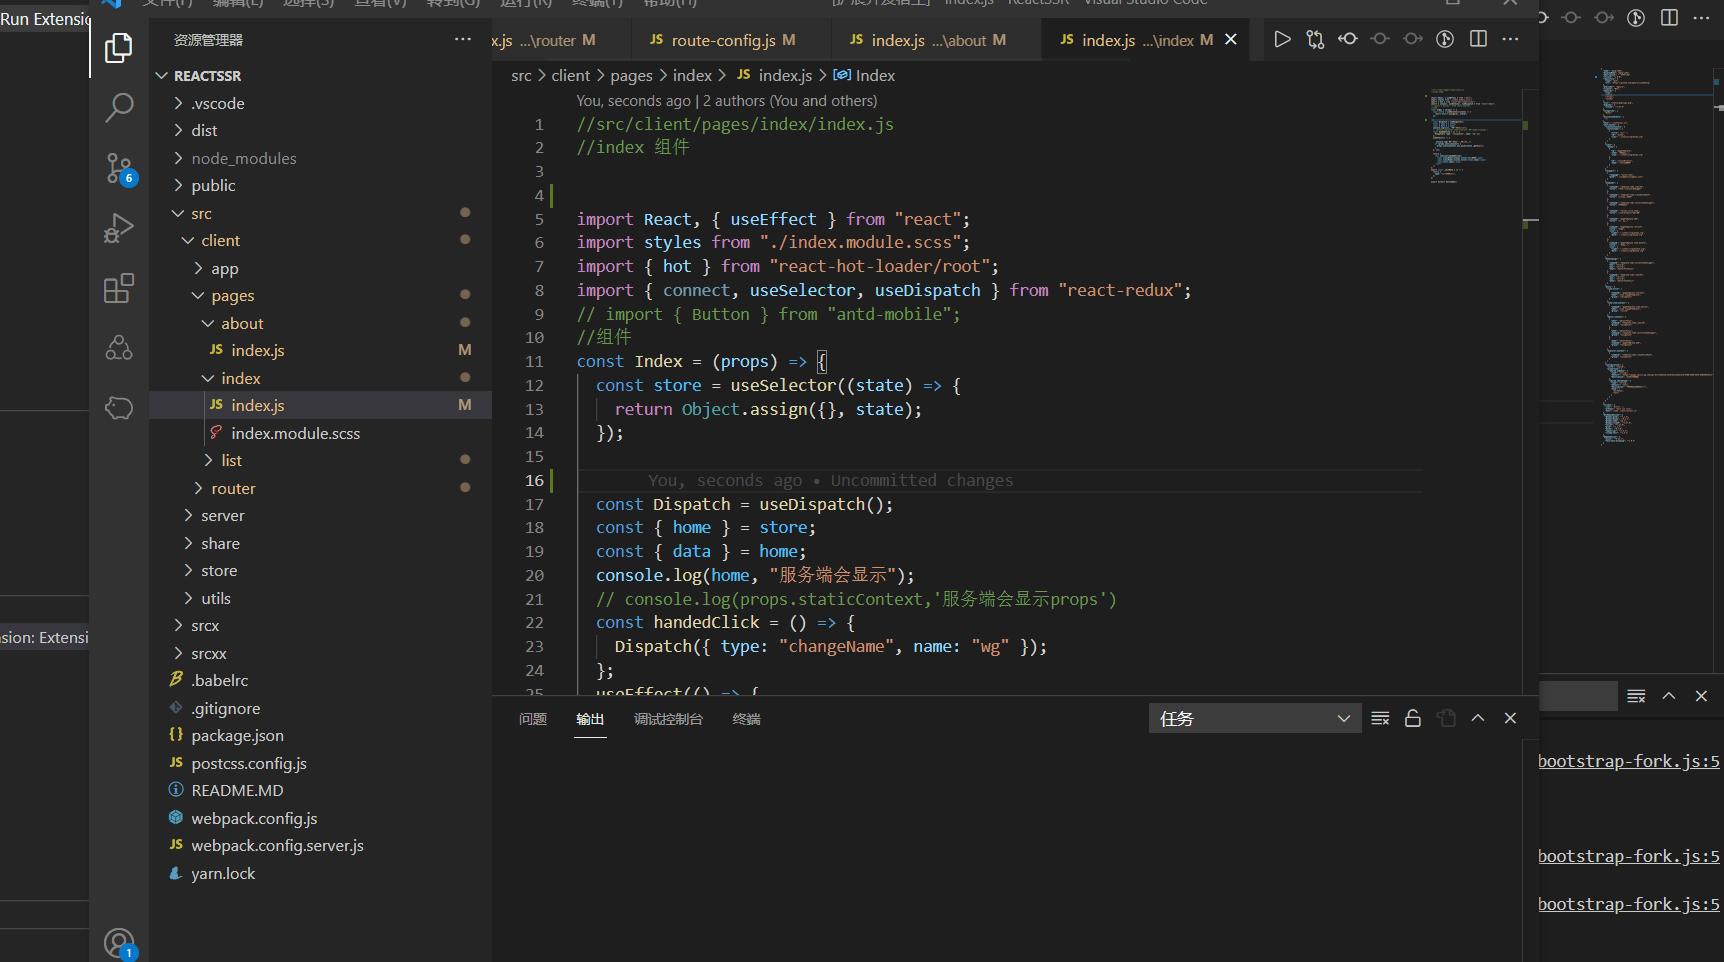 文件(F) 编辑(E) 选择(S) 查看(V) 转到(G) 运行(R) 终端(T) 帮助(H) [扩展开发宿主] - index.js - ReactSSR - Visual Studio Code
Run Extensio
资源管理器
REACTSSR
.vscode
dist
node_modules
public
src
client
app
pages
about
JS index.js M
index
JS index.js M
index.module.scss
list
router
server
share
store
utils
srcx
srcxx
.babelrc
.gitignore
{} package.json
JS postcss.config.js
README.MD
webpack.config.js
JS webpack.config.server.js
yarn.lock
6
1
sion: Extensi
x.js ...\router M
JS route-config.js M
JS index.js ...\about M
JS index.js ...\index M
src > client > pages > index > JS index.js > Index
You, seconds ago | 2 authors (You and others)
1 //src/client/pages/index/index.js
2 //index 组件
3
4
5 import React, { useEffect } from "react";
6 import styles from "./index.module.scss";
7 import { hot } from "react-hot-loader/root";
8 import { connect, useSelector, useDispatch } from "react-redux";
9 // import { Button } from "antd-mobile";
10 //组件
11 const Index = (props) => {
12 const store = useSelector((state) => {
13 return Object.assign({}, state);
14 });
15
16 You, seconds ago • Uncommitted changes
17 const Dispatch = useDispatch();
18 const { home } = store;
19 const { data } = home;
20 console.log(home, "服务端会显示");
21 // console.log(props.staticContext,'服务端会显示props')
22 const handedClick = () => {
23 Dispatch({ type: "changeName", name: "wg" });
24 };
25 useEffect(() => {
问题 输出 调试控制台 终端
任务
bootstrap-fork.js:5
bootstrap-fork.js:5
bootstrap-fork.js:5